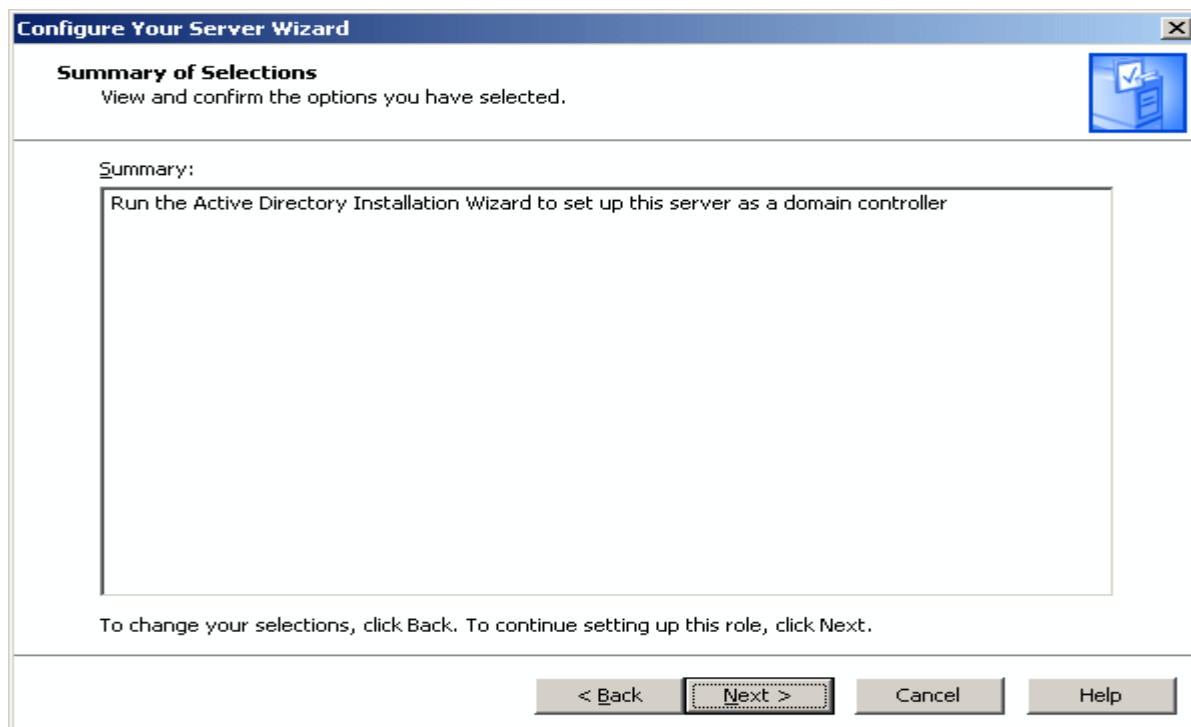 Configure Your Server Wizard
Summary of Selections
View and confirm the options you have selected.
Summary:
Run the Active Directory Installation Wizard to set up this server as a domain controller
To change your selections, click Back. To continue setting up this role, click Next.
< Back Next > Cancel Help